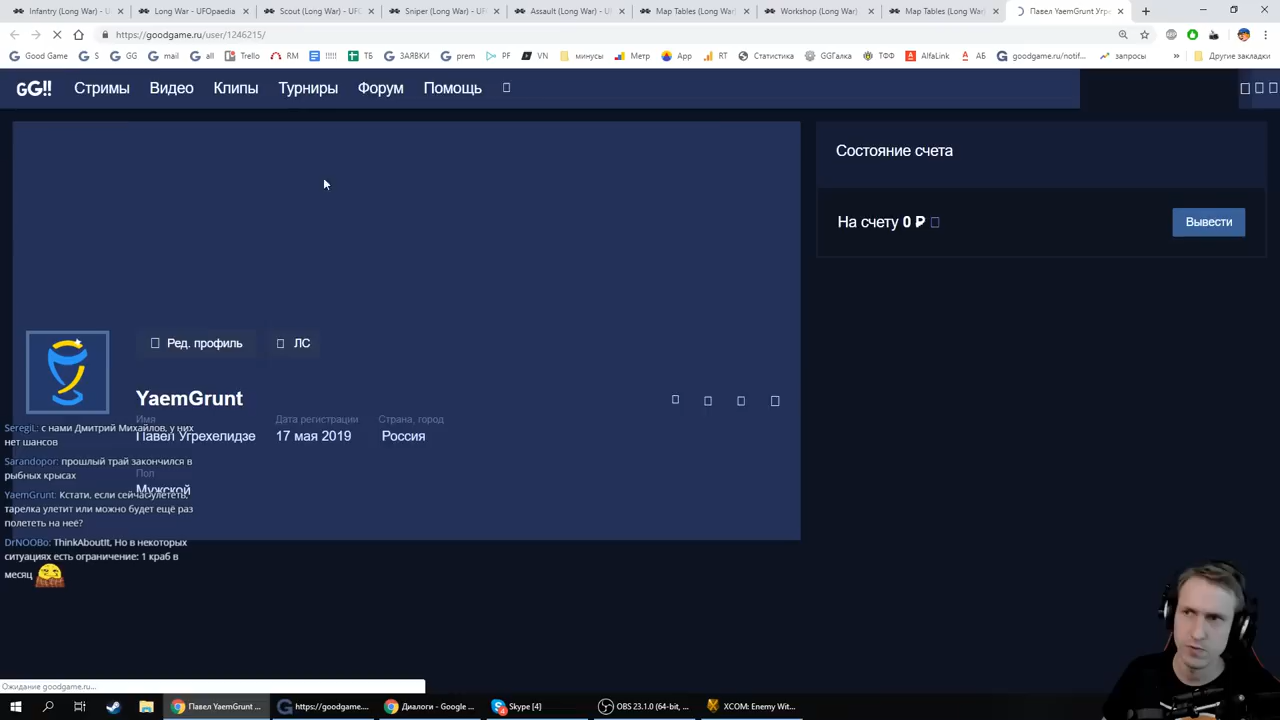 Infantry (Long War) - U
Long War - UFOpaedia
Scout (Long War) - UFO
Sniper (Long War) - UFO
Assault (Long War) - U
Map Tables (Long War)
Workshop (Long War)
Map Tables (Long War)
Павел YaemGrunt Угр
https://goodgame.ru/user/1246215/
Good Game
S
GG
mail
all
Trello
RM
!!!!!
ТБ
ЗАЯВКИ
prem
PF
VN
минусы
Метр
App
RT
Статистика
GGГалка
ТФФ
AlfaLink
АБ
goodgame.ru/notif...
запросы
»
Другие закладки
GG!!
Стримы
Видео
Клипы
Турниры
Форум
Помощь
Состояние счета
На счету 0 ₽
Вывести
Ред. профиль
ЛС
YaemGrunt
Имя
Дата регистрации
Страна, город
Павел Угрехелидзе
17 мая 2019
Россия
Пол
Мужской
SeregiL: с нами Дмитрий Михайлов, у них
нет шансов
Sarandopor: прошлый трай закончился в
рыбных крысах
YaemGrunt: Кстати, если сейчас улететь,
тарелка улетит или можно будет ещё раз
полететь на неё?
DrNOOBo: ThinkAboutIt, Но в некоторых
ситуациях есть ограничение: 1 краб в
месяц
Ожидание goodgame.ru...
Павел YaemGrunt ...
https://goodgame....
Диалоги - Google ...
Skype [4]
OBS 23.1.0 (64-bit, ...
XCOM: Enemy Wit...